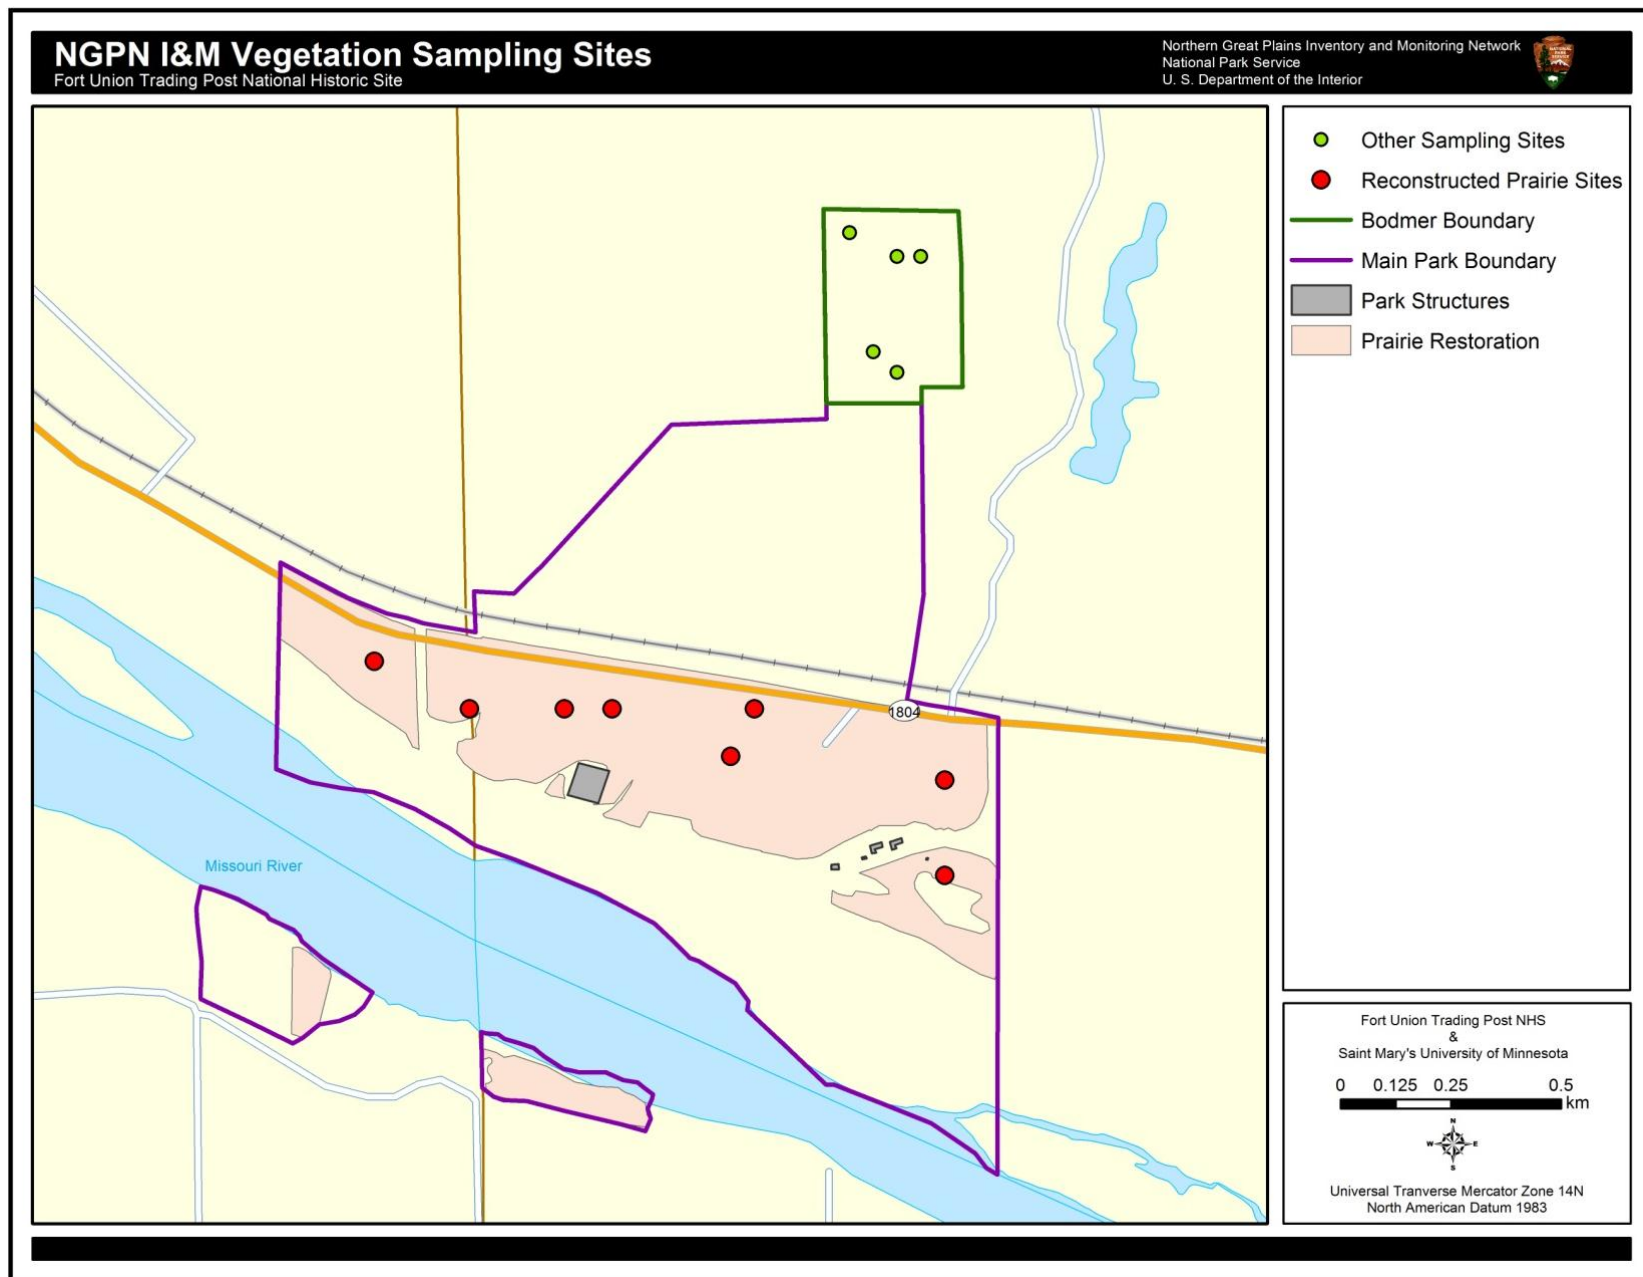 NGPN I&M Vegetation Sampling Sites
Fort Union Trading Post National Historic Site
Northern Great Plains Inventory and Monitoring Network
National Park Service
U. S. Department of the Interior
NATIONAL
PARK
SERVICE
Other Sampling Sites
Reconstructed Prairie Sites
Bodmer Boundary
Main Park Boundary
Park Structures
Prairie Restoration
1804
Missouri River
Fort Union Trading Post NHS
&
Saint Mary's University of Minnesota
0 0.125 0.25 0.5
km
N
W E
S
Universal Tranverse Mercator Zone 14N
North American Datum 1983